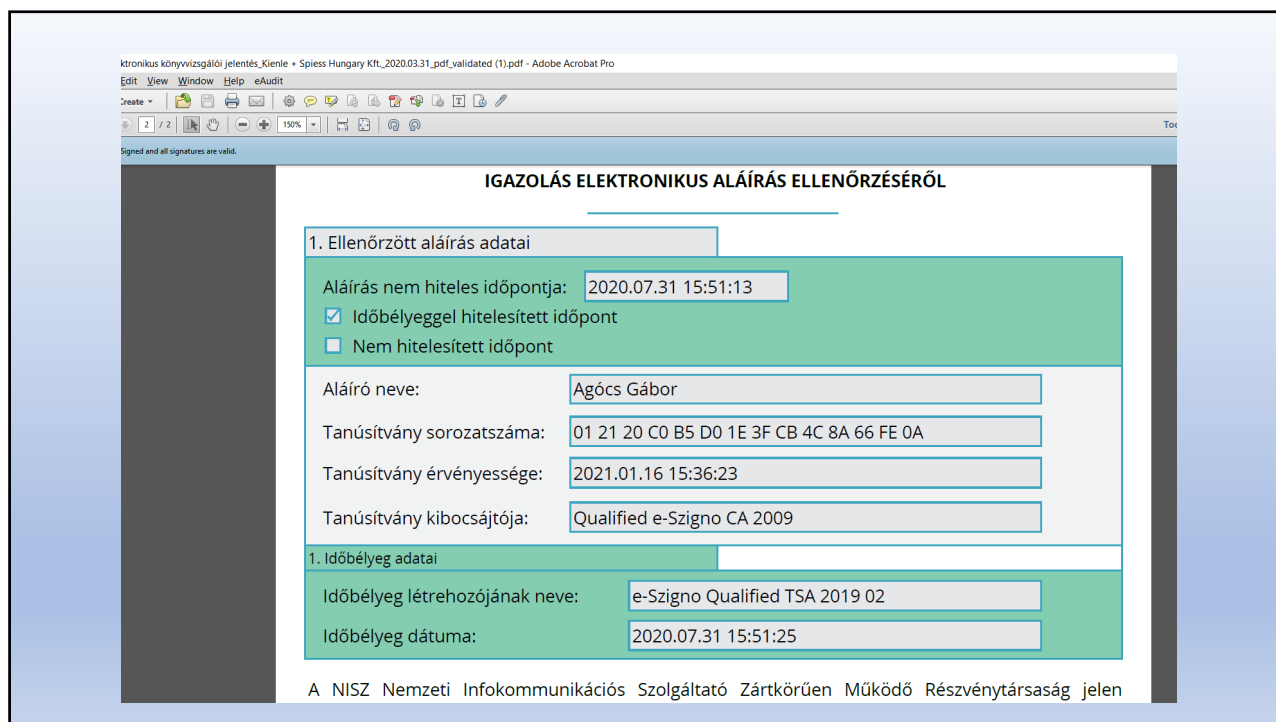 ktronikus könyvvizsgálói jelentés_Kienle + Spiess Hungary Kft._2020.03.31_pdf_validated (1).pdf - Adobe Acrobat Pro
Edit View Window Help eAudit
Create
2 / 2 150%
Signed and all signatures are valid.
IGAZOLÁS ELEKTRONIKUS ALÁÍRÁS ELLENŐRZÉSÉRŐL
1. Ellenőrzött aláírás adatai
Aláírás nem hiteles időpontja: 2020.07.31 15:51:13
Időbélyeggel hitelesített időpont
Nem hitelesített időpont
Aláíró neve: Agócs Gábor
Tanúsítvány sorozatszáma: 01 21 20 C0 B5 D0 1E 3F CB 4C 8A 66 FE 0A
Tanúsítvány érvényessége: 2021.01.16 15:36:23
Tanúsítvány kibocsájtója: Qualified e-Szigno CA 2009
1. Időbélyeg adatai
Időbélyeg létrehozójának neve: e-Szigno Qualified TSA 2019 02
Időbélyeg dátuma: 2020.07.31 15:51:25
A NISZ Nemzeti Infokommunikációs Szolgáltató Zártkörűen Működő Részvénytársaság jelen